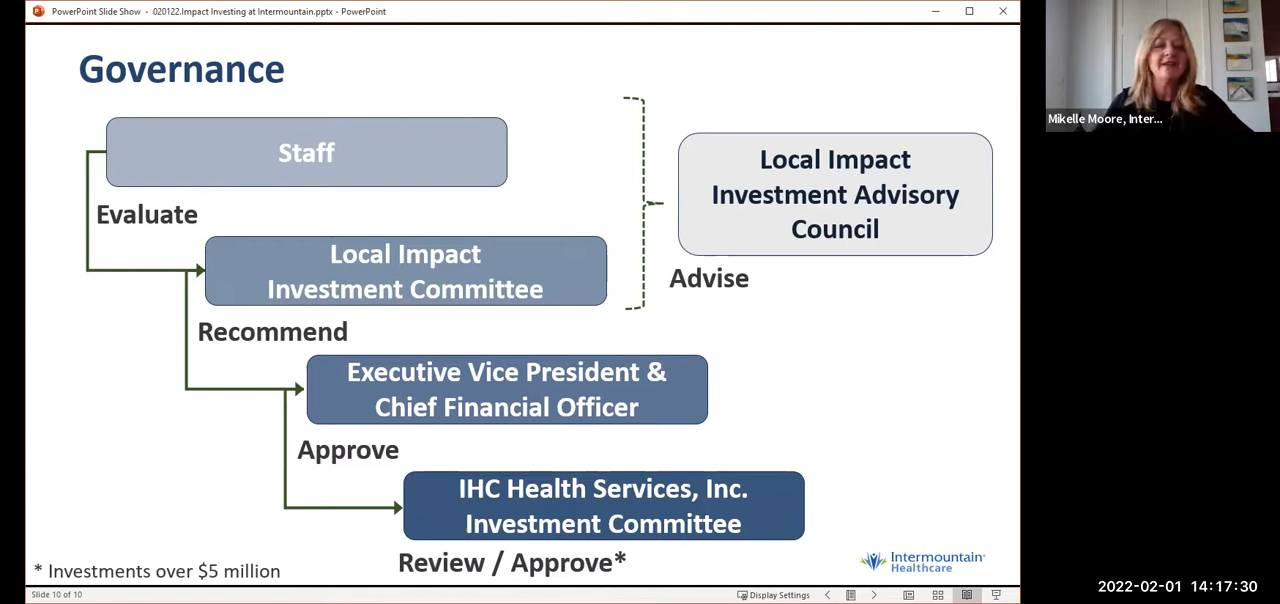 PowerPoint Slide Show - 020122.Impact Investing at Intermountain.pptx - PowerPoint
Governance
Staff
Evaluate
Local Impact
Investment Committee
Recommend
Executive Vice President &
Chief Financial Officer
Approve
IHC Health Services, Inc.
Investment Committee
Review / Approve*
Local Impact
Investment Advisory
Council
Advise
* Investments over $5 million
Intermountain
Healthcare
Slide 10 of 10
Display Settings
Mikelle Moore, Inter...
2022-02-01 14:17:30